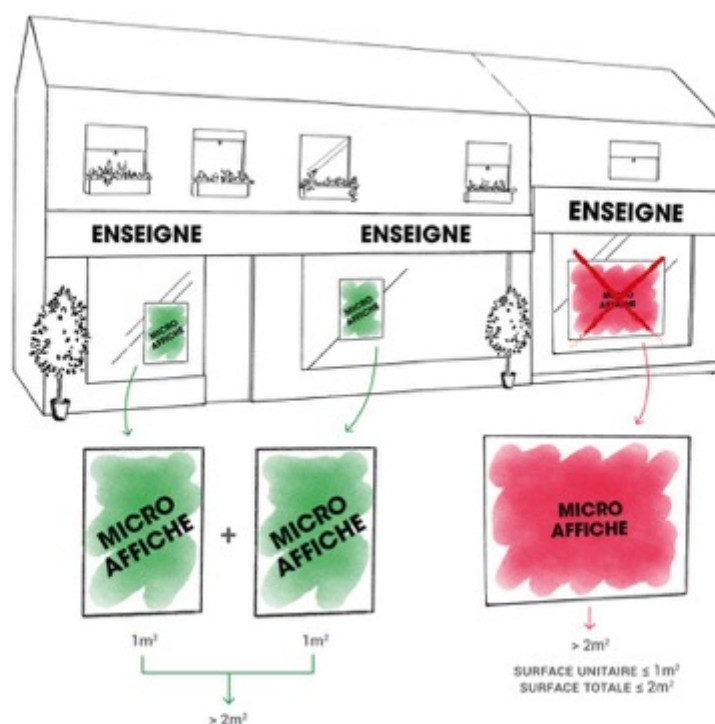 ENSEIGNE
ENSEIGNE
ENSEIGNE
MICRO
AFFICHE
MICRO
AFFICHE
MICRO
AFFICHE
MICRO
AFFICHE
+
MICRO
AFFICHE
MICRO
AFFICHE
1m²
1m²
> 2m²
> 2m²
SURFACE UNITAIRE ≤ 1m²
SURFACE TOTALE ≤ 2m²